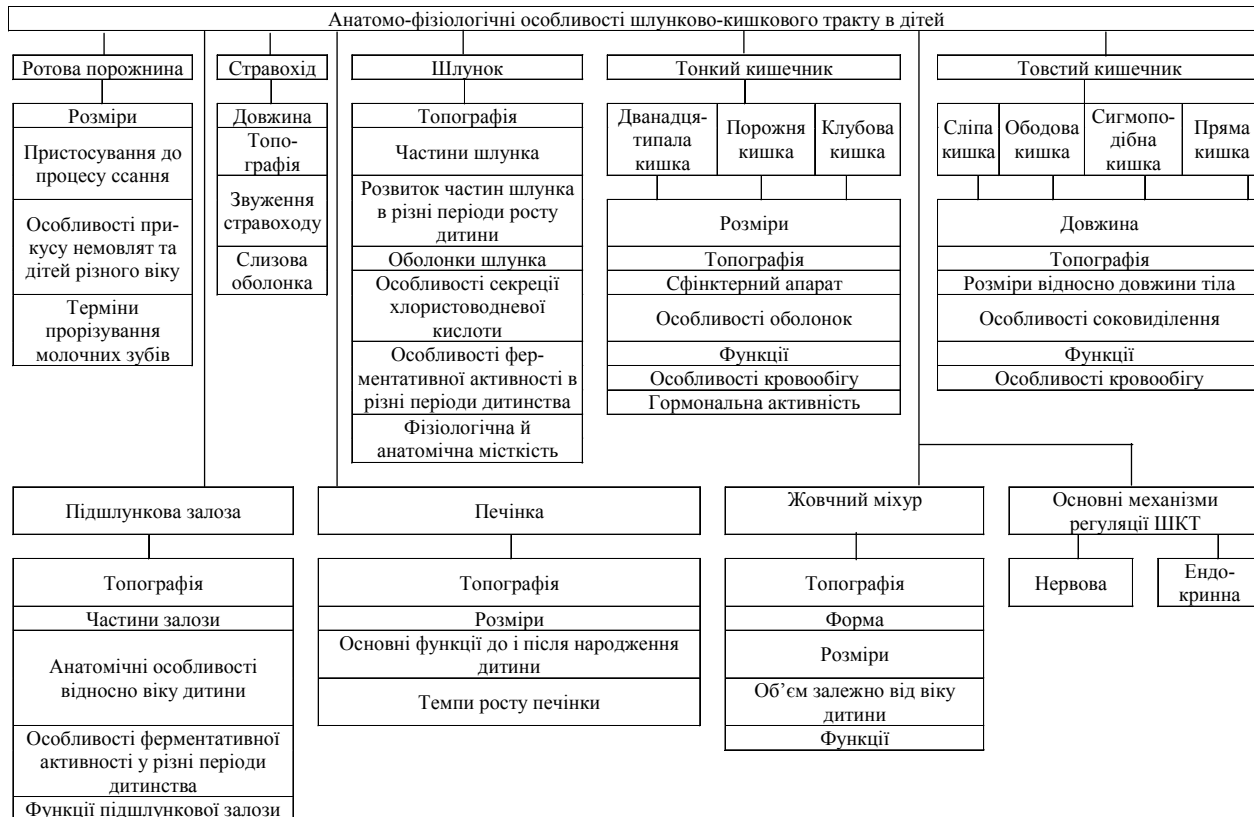 Анатомо-фізіологічні особливості шлунково-кишкового тракту в дітей
Ротова порожнина
Розміри
Пристосування до
процесу ссання
Особливості при-
кусу немовлят та
дітей різного віку
Терміни
прорізування
молочних зубів
Стравохід
Довжина
Топо-
графія
Звуження
стравоходу
Слизова
оболонка
Шлунок
Топографія
Частини шлунка
Розвиток частин шлунка
в різні періоди росту
дитини
Оболонки шлунка
Особливості секреції
хлористоводневої
кислоти
Особливості фер-
ментативної активності в
різні періоди дитинства
Фізіологічна й
анатомічна місткість
Тонкий кишечник
Дванадця-
типала
кишка
Порожня
кишка
Клубова
кишка
Розміри
Топографія
Сфінктерний апарат
Особливості оболонок
Функції
Особливості кровообігу
Гормональна активність
Товстий кишечник
Сліпа
кишка
Ободова
кишка
Сигмопо-
дібна
кишка
Пряма
кишка
Довжина
Топографія
Розміри відносно довжини тіла
Особливості соковиділення
Функції
Особливості кровообігу
Підшлункова залоза
Топографія
Частини залози
Анатомічні особливості
відносно віку дитини
Особливості ферментативної
активності у різні періоди
дитинства
Функції підшлункової залози
Печінка
Топографія
Розміри
Основні функції до і після народження
дитини
Темпи росту печінки
Жовчний міхур
Топографія
Форма
Розміри
Об’єм залежно від віку
дитини
Функції
Основні механізми
регуляції ШКТ
Нервова
Ендо-
кринна